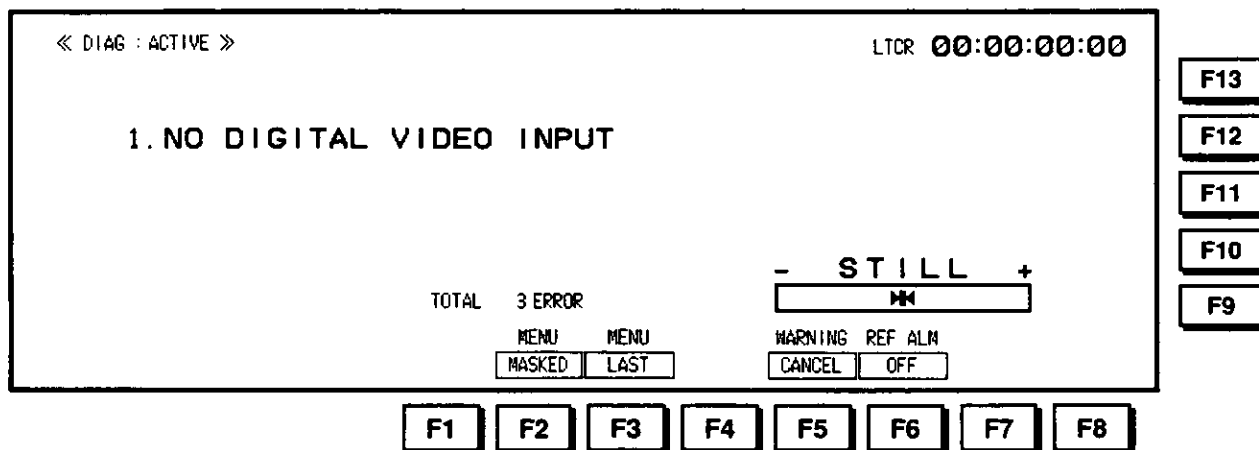 ≪ DIAG : ACTIVE ≫
LTCR 00:00:00:00
1. NO DIGITAL VIDEO INPUT
- STILL +
TOTAL 3 ERROR
MENU MENU WARNING REF ALM
MASKED LAST CANCEL OFF
F13
F12
F11
F10
F9
F1 F2 F3 F4 F5 F6 F7 F8